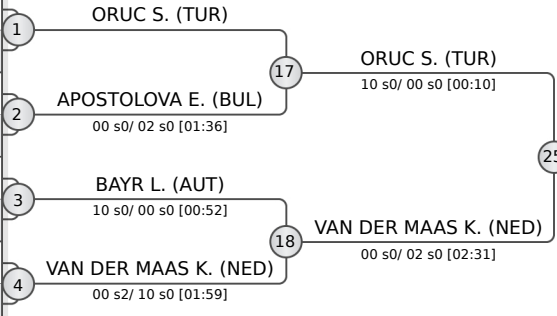 ORUC S. (TUR)
1
17
ORUC S. (TUR)
10 s0/ 00 s0 [00:10]
APOSTOLOVA E. (BUL)
2
00 s0/ 02 s0 [01:36]
25
BAYR L. (AUT)
3
10 s0/ 00 s0 [00:52]
18
VAN DER MAAS K. (NED)
00 s0/ 02 s0 [02:31]
VAN DER MAAS K. (NED)
4
00 s2/ 10 s0 [01:59]